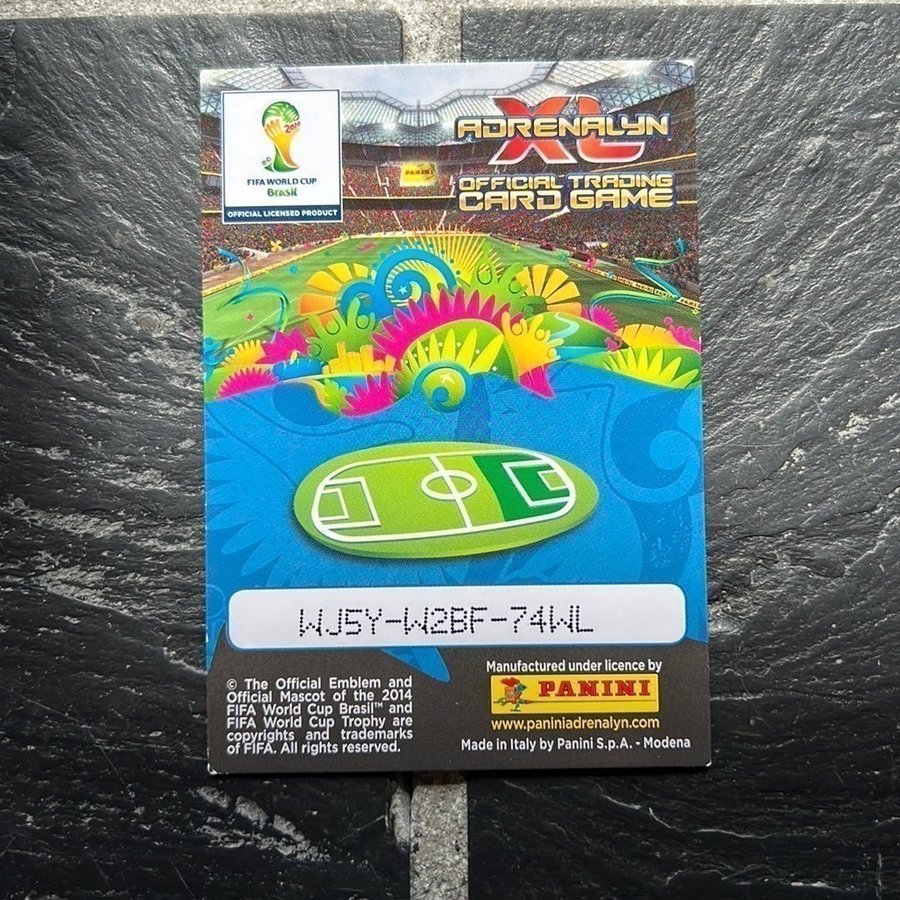 2014
FIFA WORLD CUP
Brasil
OFFICIAL LICENSED PRODUCT
ADRENALYN
XL
OFFICIAL TRADING
CARD GAME
PANINI
PANINI
WJ5Y-W2BF-74WL
© The Official Emblem and
Official Mascot of the 2014
FIFA World Cup Brasil™ and
FIFA World Cup Trophy are
copyrights and trademarks
of FIFA. All rights reserved.
Manufactured under licence by
PANINI
www.paniniadrenalyn.com
Made in Italy by Panini S.p.A. - Modena